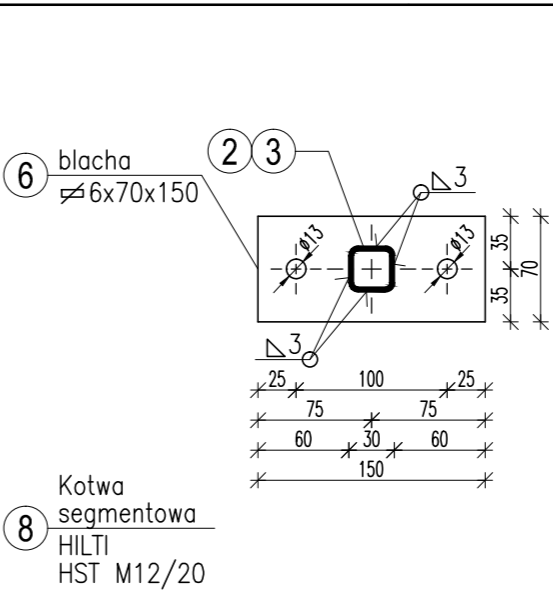 2 3
6 blacha
6x70x150
3
ø13 ø13
35
35
70
3
25 100 25
75 75
60 30 60
150
8 Kotwa
segmentowa
HILTI
HST M12/20